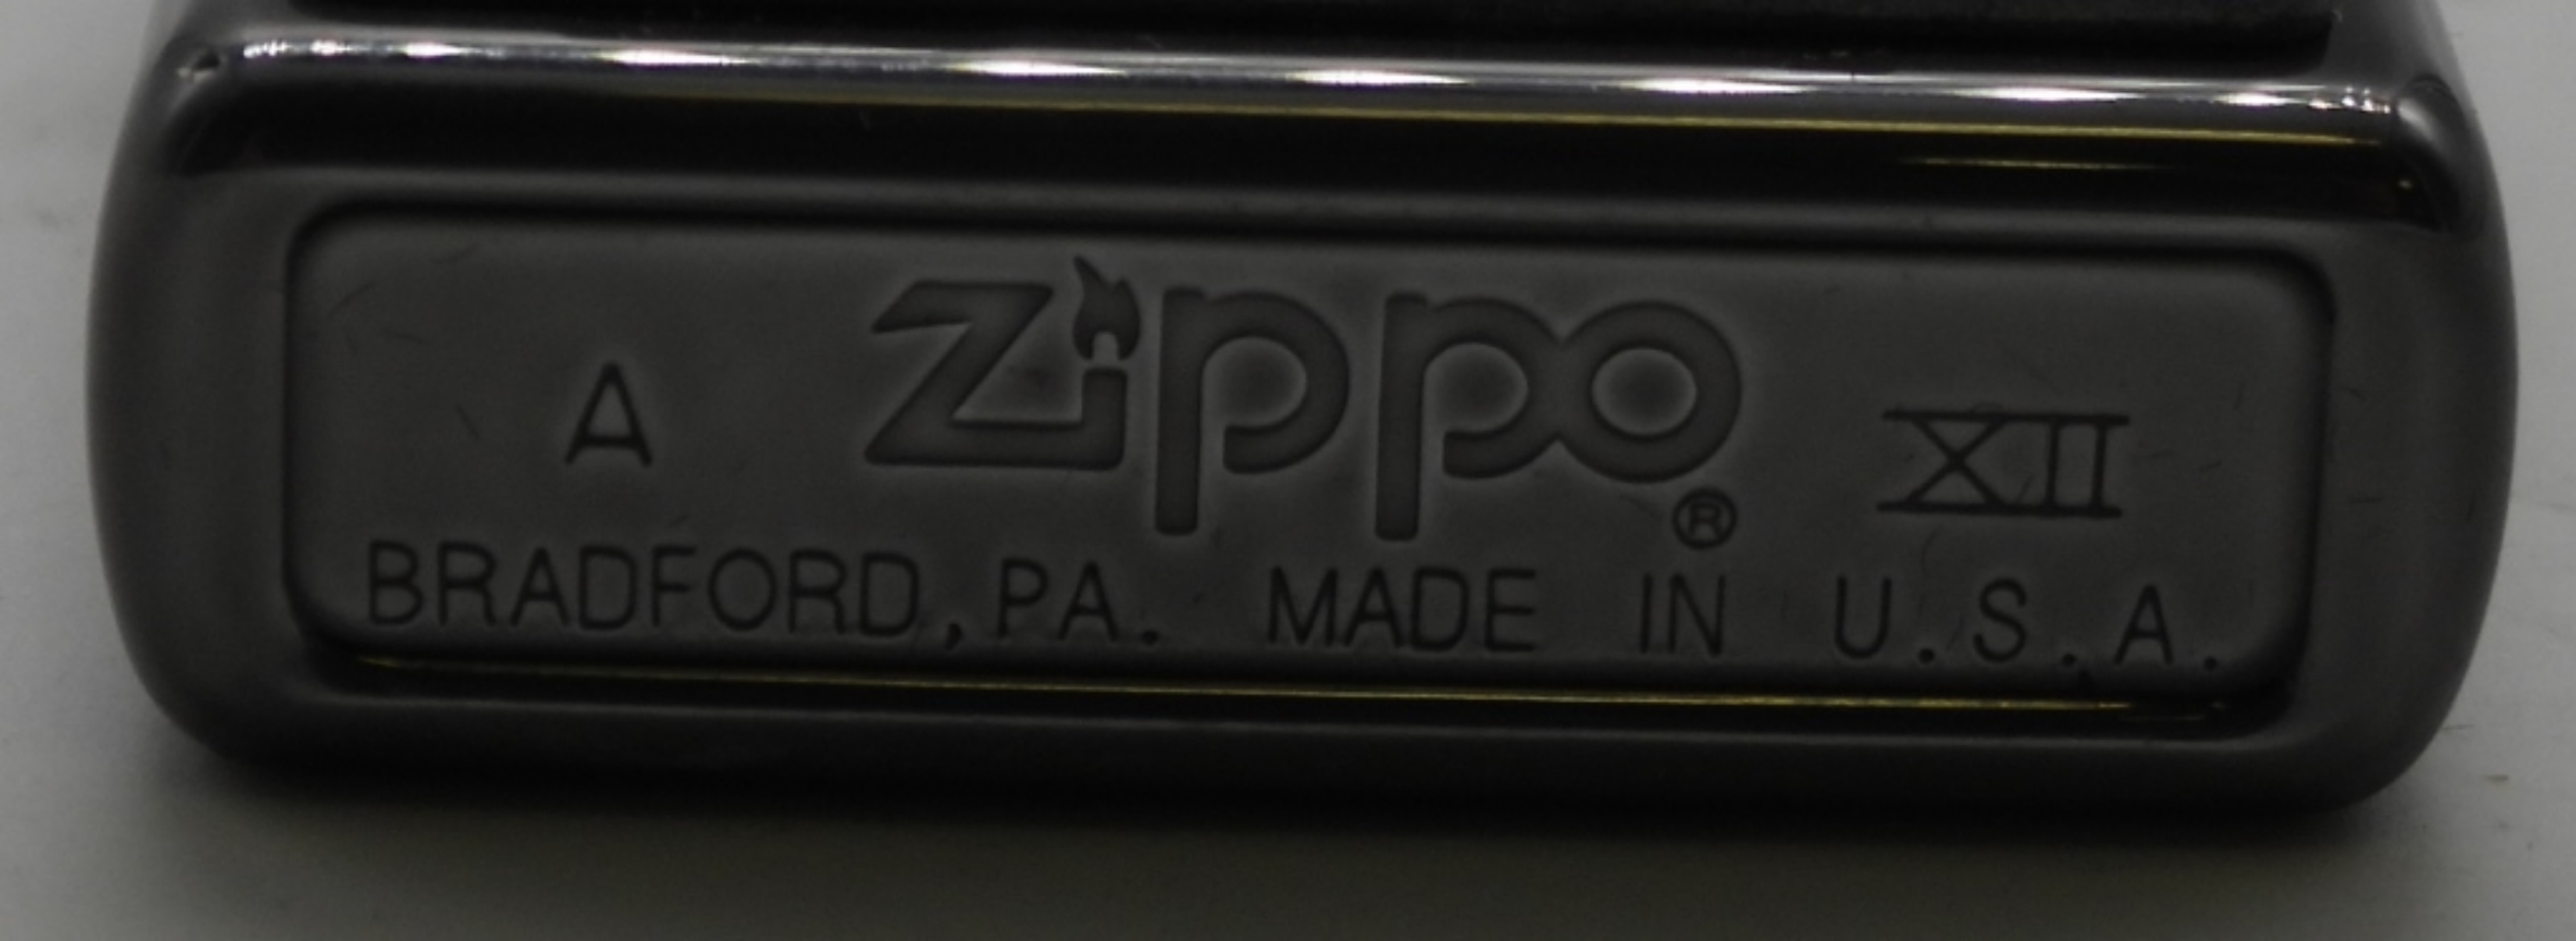 A Zippo® XII
BRADFORD, PA. MADE IN U.S.A.